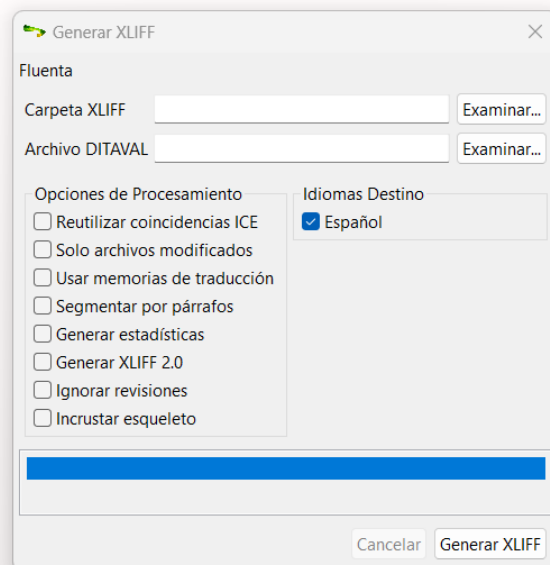 Generar XLIFF
Fluenta
Carpeta XLIFF Examinar...
Archivo DITAVAL Examinar...
Opciones de Procesamiento
Reutilizar coincidencias ICE
Solo archivos modificados
Usar memorias de traducción
Segmentar por párrafos
Generar estadísticas
Generar XLIFF 2.0
Ignorar revisiones
Incrustar esqueleto
Idiomas Destino
Español
Cancelar Generar XLIFF